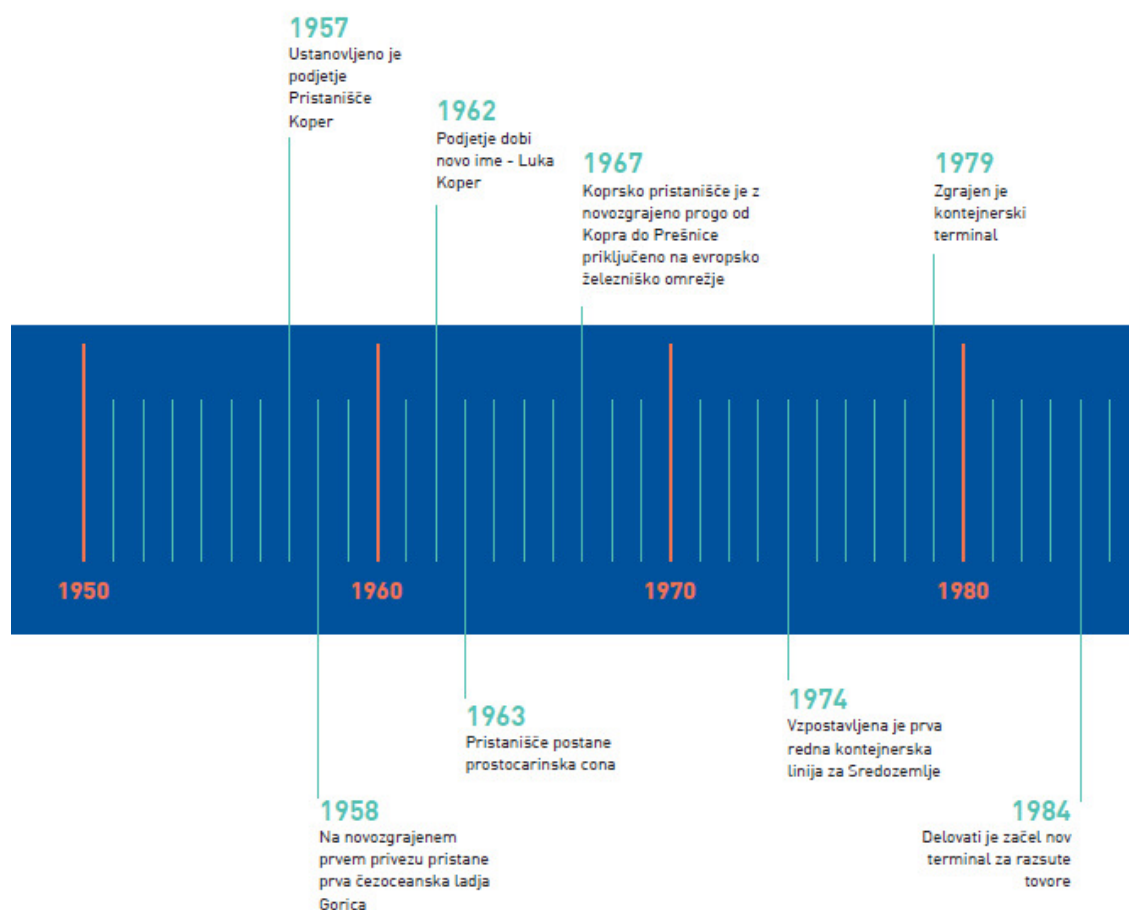 1957
Ustanovljeno je
podjetje
Pristanišče
Koper
1962
Podjetje dobi
novo ime - Luka
Koper
1967
Koprsko pristanišče je z
novozgrajeno progo od
Kopra do Prešnice
priključeno na evropsko
železniško omrežje
1979
Zgrajen je
kontejnerski
terminal
1950
1960
1970
1980
1958
Na novozgrajenem
prvem privezu pristane
prva čezoceanska ladja
Gorica
1963
Pristanišče postane
prostocarinska cona
1974
Vzpostavljena je prva
redna kontejnerska
linija za Sredozemlje
1984
Delovati je začel nov
terminal za razsute
tovore